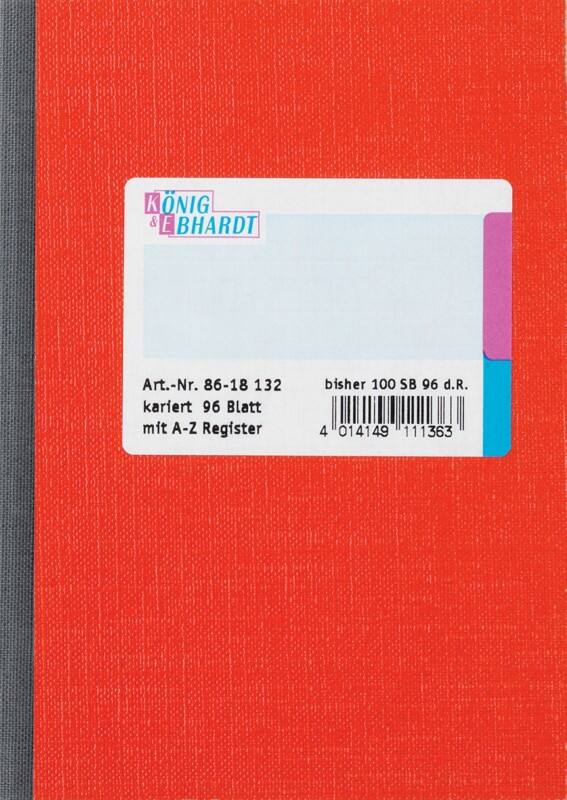 KÖNIG
& EBHARDT
Art.-Nr. 86-18 132
kariert 96 Blatt
mit A-Z Register
bisher 100 SB 96 d.R.
4 014149 111363